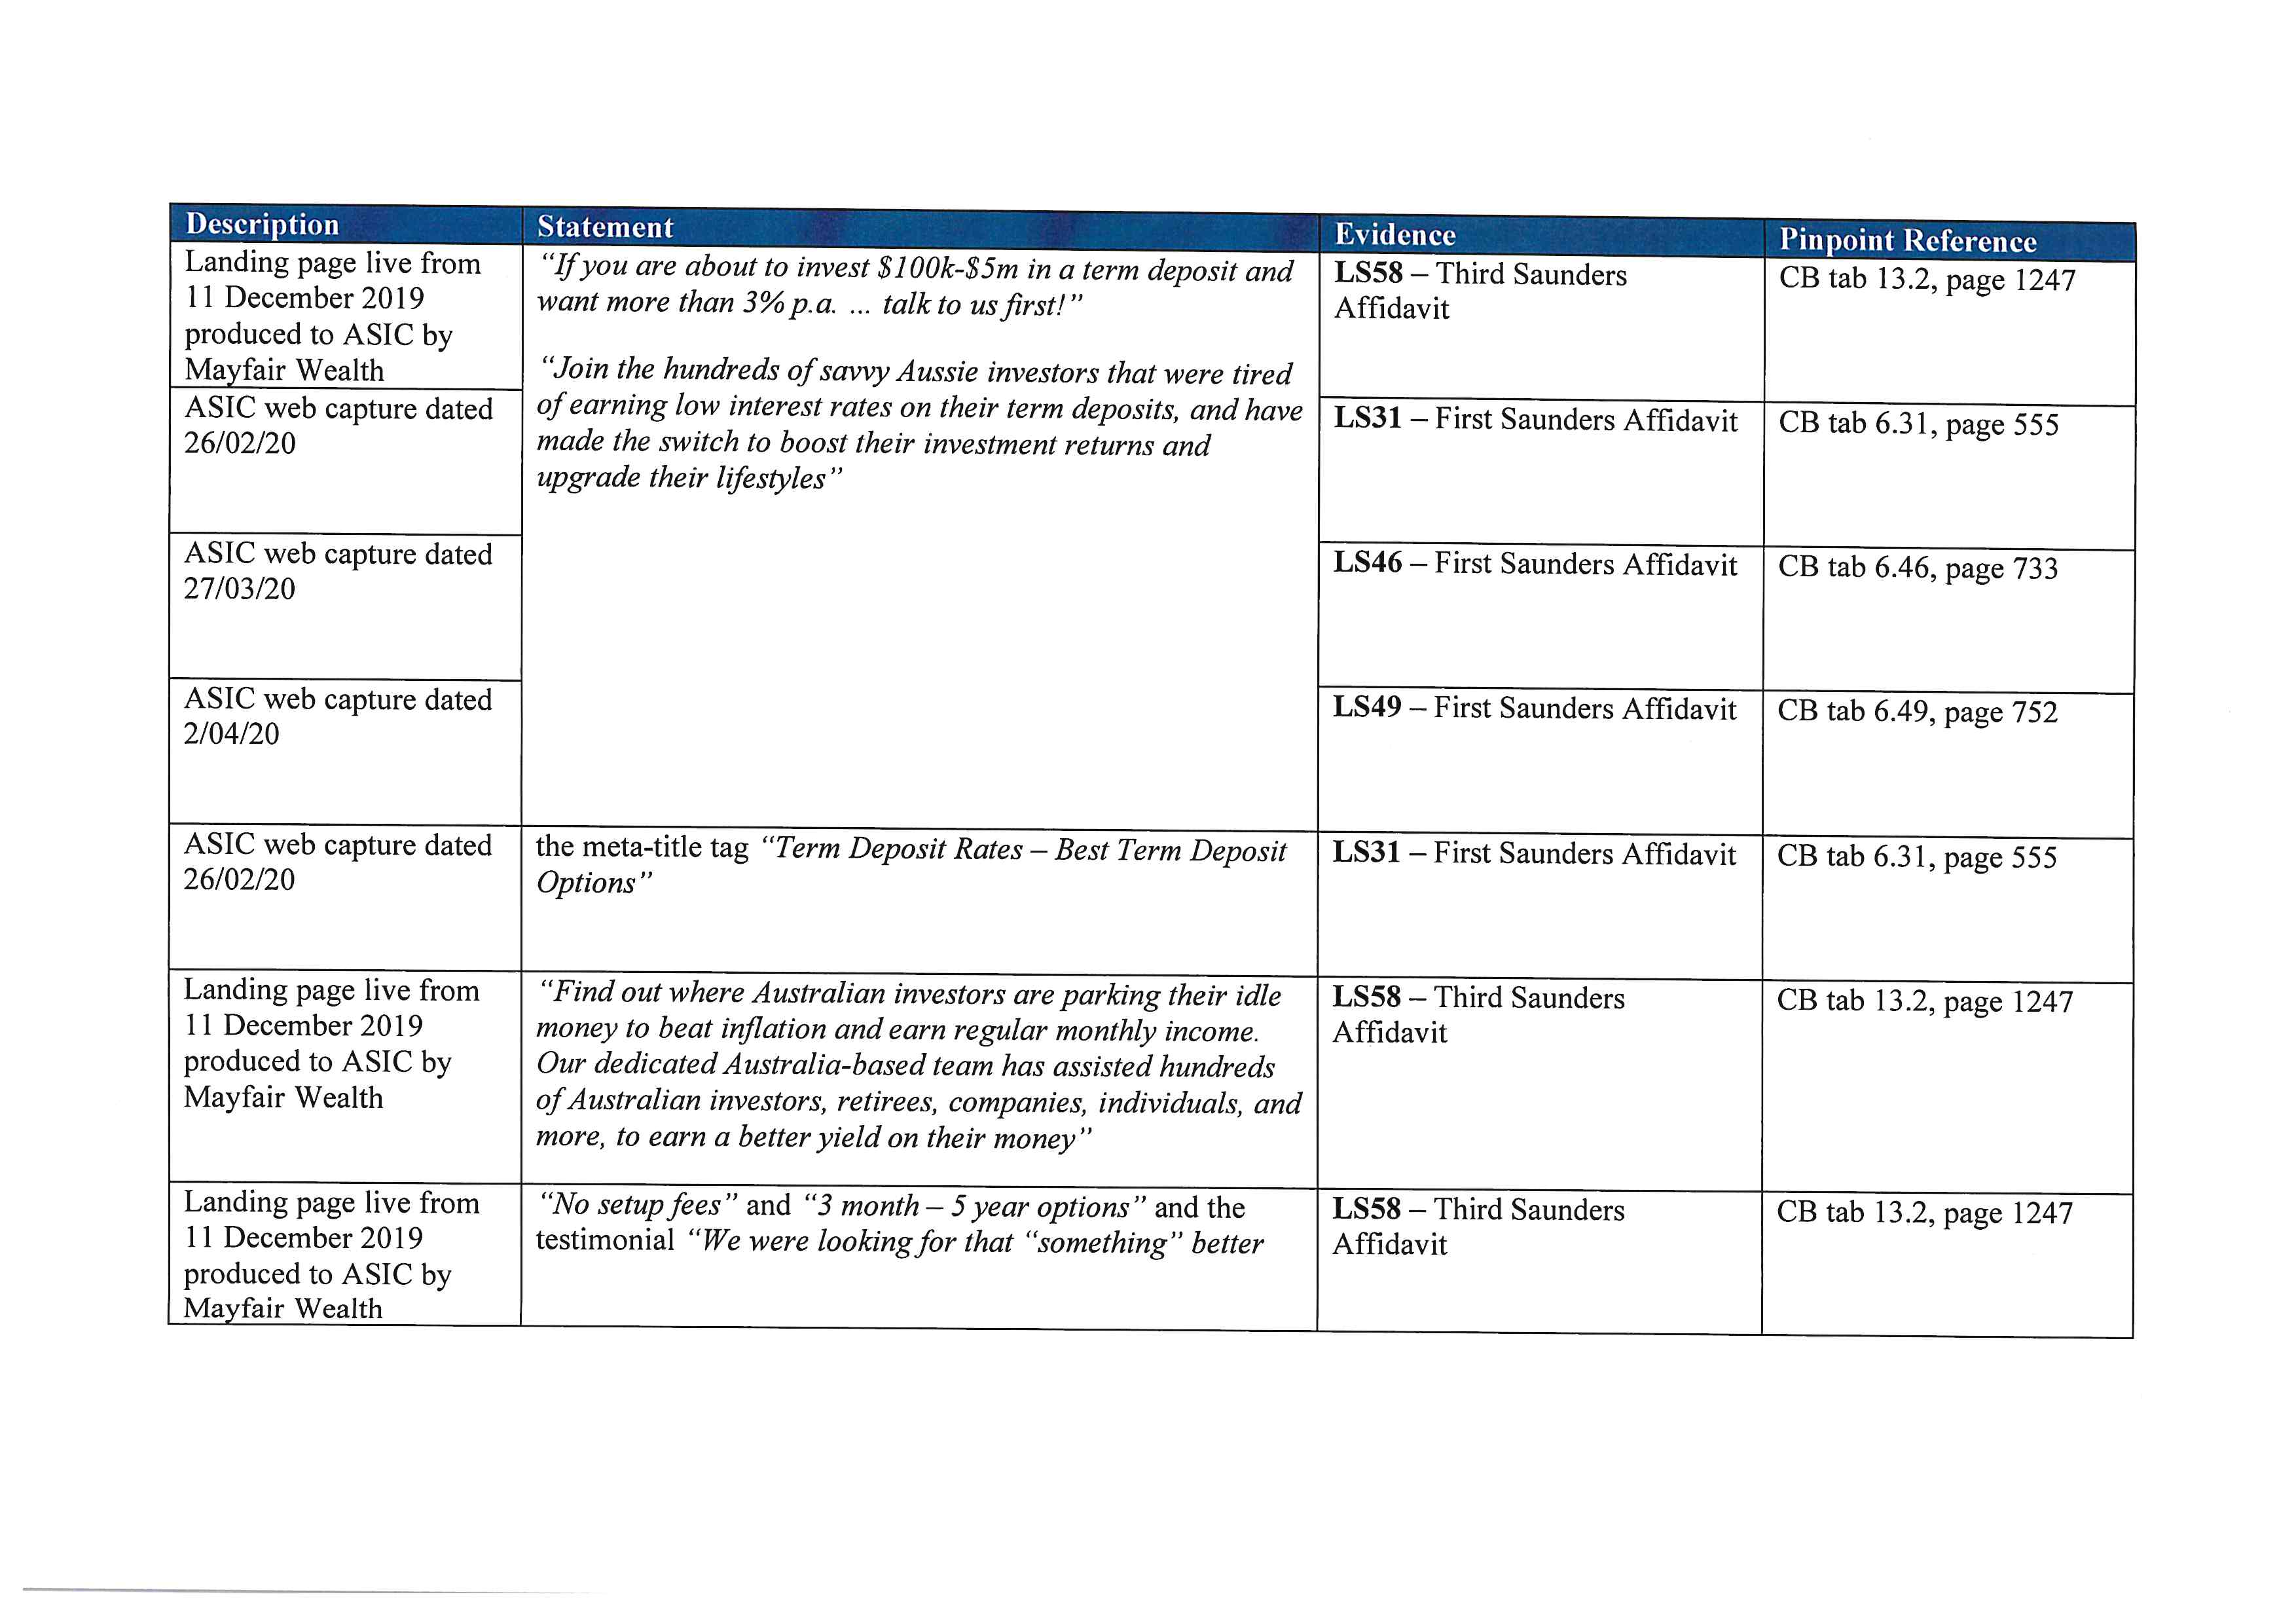 Description
Statement
Evidence
Pinpoint Reference
Landing page live from
11 December 2019
produced to ASIC by
Mayfair Wealth
“If you are about to invest $100k-$5m in a term deposit and
want more than 3% p.a. ... talk to us first!”
“Join the hundreds of savvy Aussie investors that were tired
of earning low interest rates on their term deposits, and have
made the switch to boost their investment returns and
upgrade their lifestyles”
LS58 – Third Saunders
Affidavit
CB tab 13.2, page 1247
ASIC web capture dated
26/02/20
LS31 – First Saunders Affidavit
CB tab 6.31, page 555
ASIC web capture dated
27/03/20
LS46 – First Saunders Affidavit
CB tab 6.46, page 733
ASIC web capture dated
2/04/20
LS49 – First Saunders Affidavit
CB tab 6.49, page 752
ASIC web capture dated
26/02/20
the meta-title tag “Term Deposit Rates – Best Term Deposit
Options”
LS31 – First Saunders Affidavit
CB tab 6.31, page 555
Landing page live from
11 December 2019
produced to ASIC by
Mayfair Wealth
“Find out where Australian investors are parking their idle
money to beat inflation and earn regular monthly income.
Our dedicated Australia-based team has assisted hundreds
of Australian investors, retirees, companies, individuals, and
more, to earn a better yield on their money”
LS58 – Third Saunders
Affidavit
CB tab 13.2, page 1247
Landing page live from
11 December 2019
produced to ASIC by
Mayfair Wealth
“No setup fees” and “3 month – 5 year options” and the
testimonial “We were looking for that “something” better
LS58 – Third Saunders
Affidavit
CB tab 13.2, page 1247